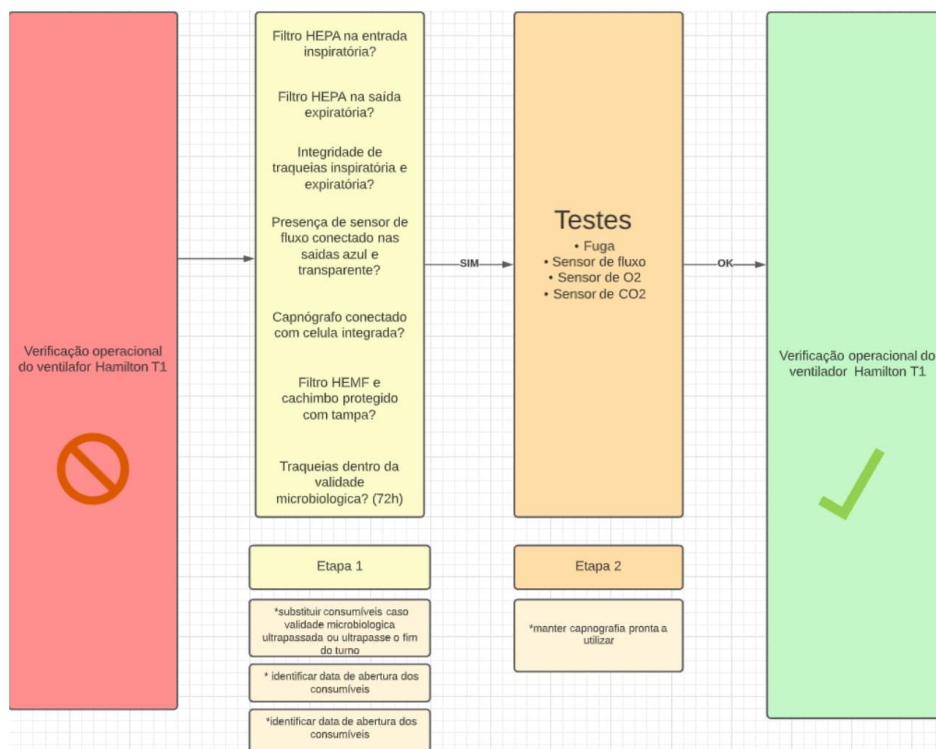 Verificação operacional
do ventilafor Hamilton T1
Filtro HEPA na entrada
inspiratória?
Filtro HEPA na saída
expiratória?
Integridade de
traqueias inspiratória e
expiratória?
Presença de sensor de
fluxo conectado nas
saidas azul e
transparente?
Capnógrafo conectado
com celula integrada?
Filtro HEMF e
cachimbo protegido
com tampa?
Traqueias dentro da
validade
microbiologica? (72h)
SIM
Testes
• Fuga
• Sensor de fluxo
• Sensor de O2
• Sensor de CO2
OK
Verificação operacional do
ventilador Hamilton T1
Etapa 1
*substituir consumíveis caso
validade microbiologica
ultrapassada ou ultrapasse o fim
do turno
* identificar data de abertura dos
consumíveis
*identificar data de abertura dos
consumíveis
Etapa 2
*manter capnografia pronta a
utilizar